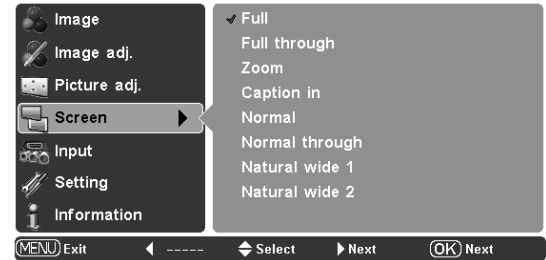 Image
Image adj.
Picture adj.
Screen
Input
Setting
Information
✔ Full
Full through
Zoom
Caption in
Normal
Normal through
Natural wide 1
Natural wide 2
MENU Exit ◀ ----- ◆ Select ▶ Next OK Next